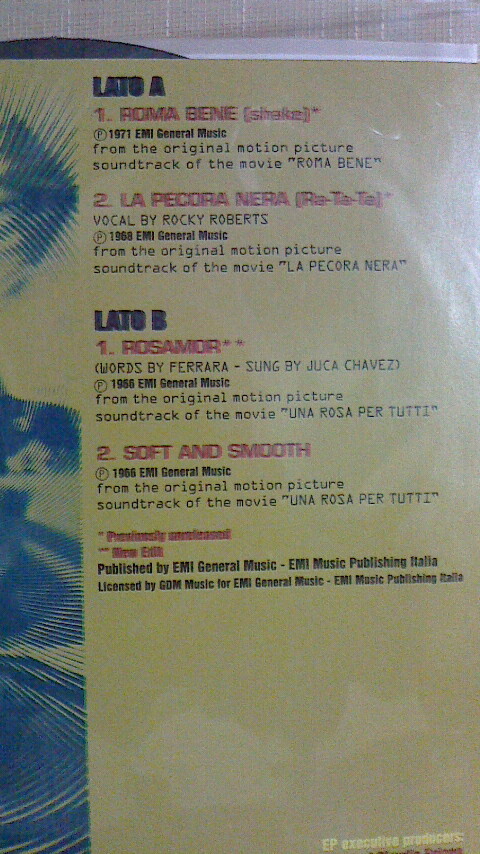 LATO A
1. ROMA BENE (shake)*
Ⓟ 1971 EMI General Music
from the original motion picture
soundtrack of the movie "ROMA BENE"
2. LA PECORA NERA (Ra-Ta-Ta)*
VOCAL BY ROCKY ROBERTS
Ⓟ 1968 EMI General Music
from the original motion picture
soundtrack of the movie "LA PECORA NERA"
LATO B
1. ROSAMOR**
(WORDS BY FERRARA - SUNG BY JUCA CHAVEZ)
Ⓟ 1966 EMI General Music
from the original motion picture
soundtrack of the movie "UNA ROSA PER TUTTI"
2. SOFT AND SMOOTH
Ⓟ 1966 EMI General Music
from the original motion picture
soundtrack of the movie "UNA ROSA PER TUTTI"
* Previously unreleased
** New Edit
Published by EMI General Music - EMI Music Publishing Italia
Licensed by GDM Music for EMI General Music - EMI Music Publishing Italia
EP executive producers: